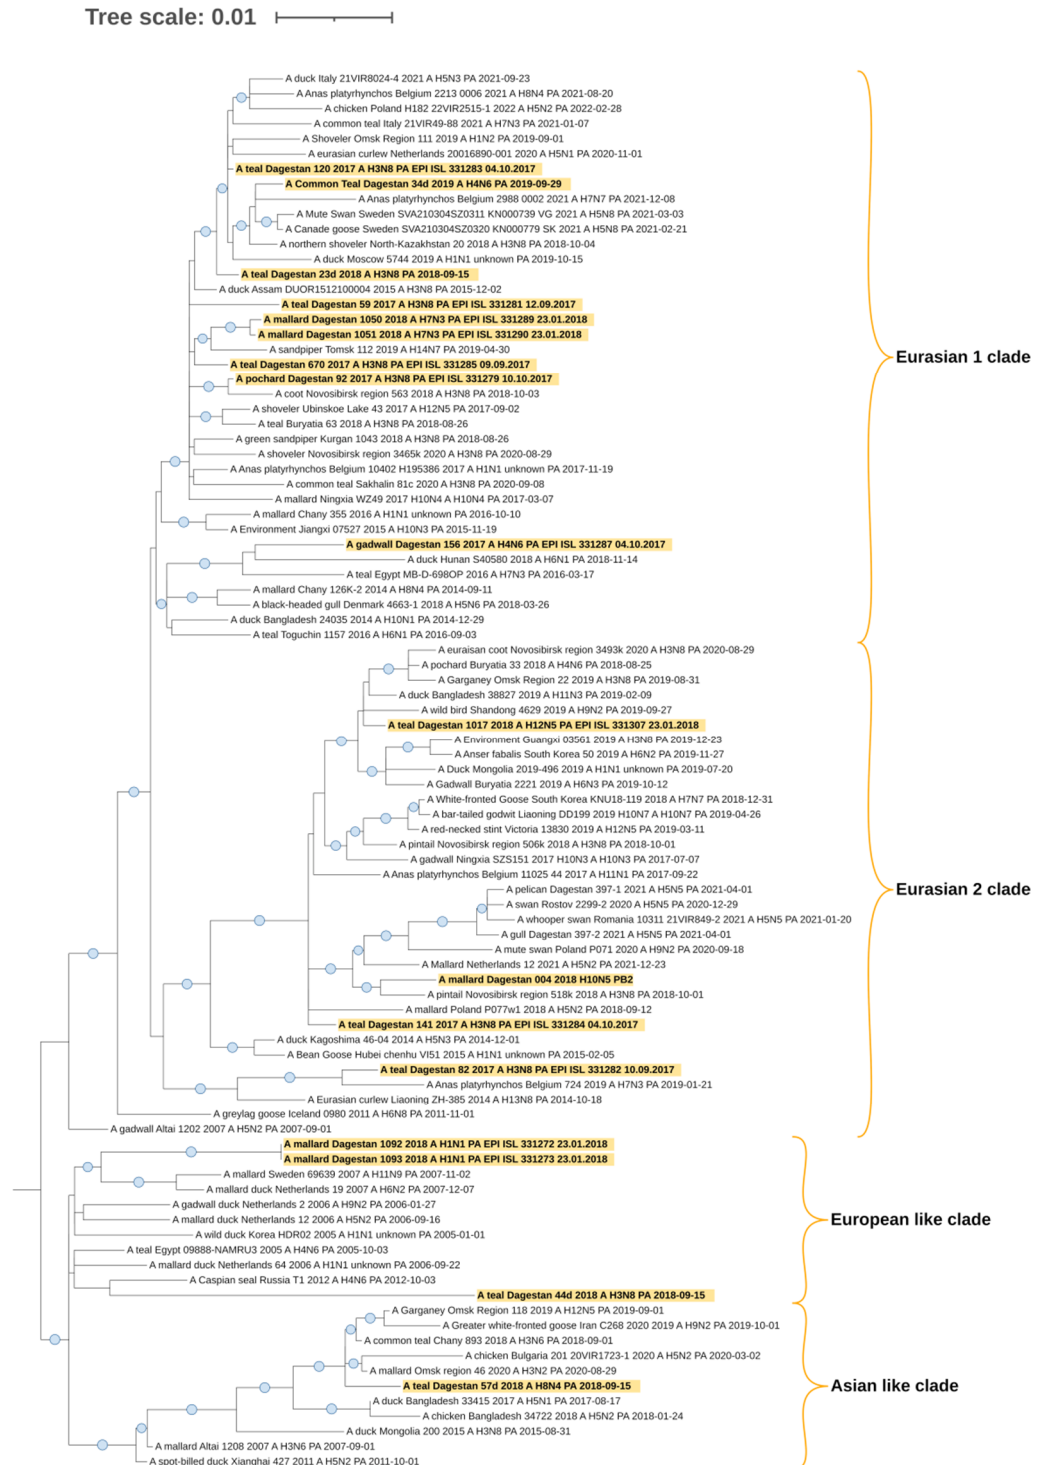 Tree scale: 0.01
A duck Italy 21VIR8024-4 2021 A H5N3 PA 2021-09-23
A Anas platyrhynchos Belgium 2213 0006 2021 A H8N4 PA 2021-08-20
A chicken Poland H182 22VIR2515-1 2022 A H5N2 PA 2022-02-28
A common teal Italy 21VIR49-88 2021 A H7N3 PA 2021-01-07
A Shoveler Omsk Region 111 2019 A H1N2 PA 2019-09-01
A eurasian curlew Netherlands 20016890-001 2020 A H5N1 PA 2020-11-01
A teal Dagestan 120 2017 A H3N8 PA EPI ISL 331283 04.10.2017
A Common Teal Dagestan 34d 2019 A H4N6 PA 2019-09-29
A Anas platyrhynchos Belgium 2988 0002 2021 A H7N7 PA 2021-12-08
A Mute Swan Sweden SVA210304SZ0311 KN000739 VG 2021 A H5N8 PA 2021-03-03
A Canade goose Sweden SVA210304SZ0320 KN000779 SK 2021 A H5N8 PA 2021-02-21
A northern shoveler North-Kazakhstan 20 2018 A H3N8 PA 2018-10-04
A duck Moscow 5744 2019 A H1N1 unknown PA 2019-10-15
A teal Dagestan 23d 2018 A H3N8 PA 2018-09-15
A duck Assam DUOR1512100004 2015 A H3N8 PA 2015-12-02
A teal Dagestan 59 2017 A H3N8 PA EPI ISL 331281 12.09.2017
A mallard Dagestan 1050 2018 A H7N3 PA EPI ISL 331289 23.01.2018
A mallard Dagestan 1051 2018 A H7N3 PA EPI ISL 331290 23.01.2018
A sandpiper Tomsk 112 2019 A H14N7 PA 2019-04-30
Eurasian 1 clade
A teal Dagestan 670 2017 A H3N8 PA EPI ISL 331285 09.09.2017
A pochard Dagestan 92 2017 A H3N8 PA EPI ISL 331279 10.10.2017
A coot Novosibirsk region 563 2018 A H3N8 PA 2018-10-03
A shoveler Ubinskoe Lake 43 2017 A H12N5 PA 2017-09-02
A teal Buryatia 63 2018 A H3N8 PA 2018-08-26
A green sandpiper Kurgan 1043 2018 A H3N8 PA 2018-08-26
A shoveler Novosibirsk region 3465k 2020 A H3N8 PA 2020-08-29
A Anas platyrhynchos Belgium 10402 H195386 2017 A H1N1 unknown PA 2017-11-19
A common teal Sakhalin 81c 2020 A H3N8 PA 2020-09-08
A mallard Ningxia WZ49 2017 H10N4 A H10N4 PA 2017-03-07
A mallard Chany 355 2016 A H1N1 unknown PA 2016-10-10
A Environment Jiangxi 07527 2015 A H10N3 PA 2015-11-19
A gadwall Dagestan 156 2017 A H4N6 PA EPI ISL 331287 04.10.2017
A duck Hunan S40580 2018 A H6N1 PA 2018-11-14
A teal Egypt MB-D-698OP 2016 A H7N3 PA 2016-03-17
A mallard Chany 126K-2 2014 A H8N4 PA 2014-09-11
A black-headed gull Denmark 4663-1 2018 A H5N6 PA 2018-03-26
A duck Bangladesh 24035 2014 A H10N1 PA 2014-12-29
A teal Toguchin 1157 2016 A H6N1 PA 2016-09-03
A euraisan coot Novosibirsk region 3493k 2020 A H3N8 PA 2020-08-29
A pochard Buryatia 33 2018 A H4N6 PA 2018-08-25
A Garganey Omsk Region 22 2019 A H3N8 PA 2019-08-31
A duck Bangladesh 38827 2019 A H11N3 PA 2019-02-09
A wild bird Shandong 4629 2019 A H9N2 PA 2019-09-27
A teal Dagestan 1017 2018 A H12N5 PA EPI ISL 331307 23.01.2018
A Environment Guangxi 03561 2019 A H3N8 PA 2019-12-23
A Anser fabalis South Korea 50 2019 A H6N2 PA 2019-11-27
A Duck Mongolia 2019-496 2019 A H1N1 unknown PA 2019-07-20
A Gadwall Buryatia 2221 2019 A H6N3 PA 2019-10-12
A White-fronted Goose South Korea KNU18-119 2018 A H7N7 PA 2018-12-31
A bar-tailed godwit Liaoning DD199 2019 H10N7 A H10N7 PA 2019-04-26
A red-necked stint Victoria 13830 2019 A H12N5 PA 2019-03-11
A pintail Novosibirsk region 506k 2018 A H3N8 PA 2018-10-01
A gadwall Ningxia SZS151 2017 H10N3 A H10N3 PA 2017-07-07
A Anas platyrhynchos Belgium 11025 44 2017 A H11N1 PA 2017-09-22
A pelican Dagestan 397-1 2021 A H5N5 PA 2021-04-01
Eurasian 2 clade
A swan Rostov 2299-2 2020 A H5N5 PA 2020-12-29
A whooper swan Romania 10311 21VIR849-2 2021 A H5N5 PA 2021-01-20
A gull Dagestan 397-2 2021 A H5N5 PA 2021-04-01
A mute swan Poland P071 2020 A H9N2 PA 2020-09-18
A Mallard Netherlands 12 2021 A H5N2 PA 2021-12-23
A mallard Dagestan 004 2018 H10N5 PB2
A pintail Novosibirsk region 518k 2018 A H3N8 PA 2018-10-01
A mallard Poland P077w1 2018 A H5N2 PA 2018-09-12
A teal Dagestan 141 2017 A H3N8 PA EPI ISL 331284 04.10.2017
A duck Kagoshima 46-04 2014 A H5N3 PA 2014-12-01
A Bean Goose Hubei chenhu VI51 2015 A H1N1 unknown PA 2015-02-05
A teal Dagestan 82 2017 A H3N8 PA EPI ISL 331282 10.09.2017
A Anas platyrhynchos Belgium 724 2019 A H7N3 PA 2019-01-21
A Eurasian curlew Liaoning ZH-385 2014 A H13N8 PA 2014-10-18
A greylag goose Iceland 0980 2011 A H6N8 PA 2011-11-01
A gadwall Altai 1202 2007 A H5N2 PA 2007-09-01
A mallard Dagestan 1092 2018 A H1N1 PA EPI ISL 331272 23.01.2018
A mallard Dagestan 1093 2018 A H1N1 PA EPI ISL 331273 23.01.2018
A mallard Sweden 69639 2007 A H11N9 PA 2007-11-02
A mallard duck Netherlands 19 2007 A H6N2 PA 2007-12-07
A gadwall duck Netherlands 2 2006 A H9N2 PA 2006-01-27
A mallard duck Netherlands 12 2006 A H5N2 PA 2006-09-16
European like clade
A wild duck Korea HDR02 2005 A H1N1 unknown PA 2005-01-01
A teal Egypt 09888-NAMRU3 2005 A H4N6 PA 2005-10-03
A mallard duck Netherlands 64 2006 A H1N1 unknown PA 2006-09-22
A Caspian seal Russia T1 2012 A H4N6 PA 2012-10-03
A teal Dagestan 44d 2018 A H3N8 PA 2018-09-15
A Garganey Omsk Region 118 2019 A H12N5 PA 2019-09-01
A Greater white-fronted goose Iran C268 2020 2019 A H9N2 PA 2019-10-01
A common teal Chany 893 2018 A H3N6 PA 2018-09-01
A chicken Bulgaria 201 20VIR1723-1 2020 A H5N2 PA 2020-03-02
A mallard Omsk region 46 2020 A H3N2 PA 2020-08-29
A teal Dagestan 57d 2018 A H8N4 PA 2018-09-15
Asian like clade
A duck Bangladesh 33415 2017 A H5N1 PA 2017-08-17
A chicken Bangladesh 34722 2018 A H5N2 PA 2018-01-24
A duck Mongolia 200 2015 A H3N8 PA 2015-08-31
A mallard Altai 1208 2007 A H3N6 PA 2007-09-01
A spot-billed duck Xianghai 427 2011 A H5N2 PA 2011-10-01